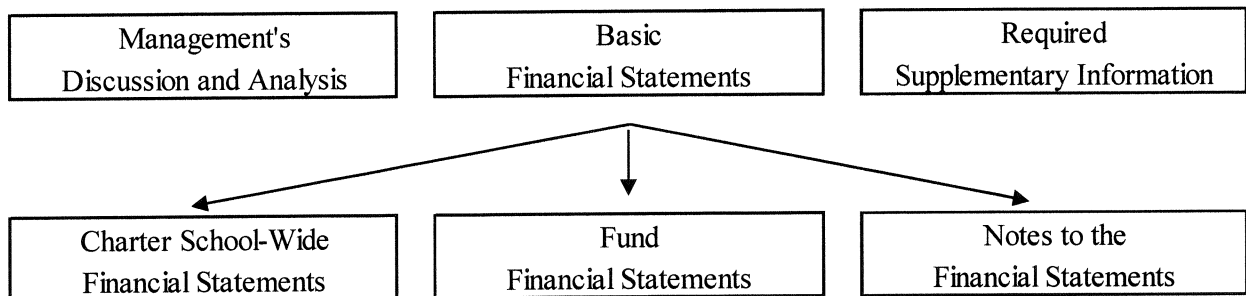 Management's
Discussion and Analysis
Basic
Financial Statements
Required
Supplementary Information
Charter School-Wide
Financial Statements
Fund
Financial Statements
Notes to the
Financial Statements